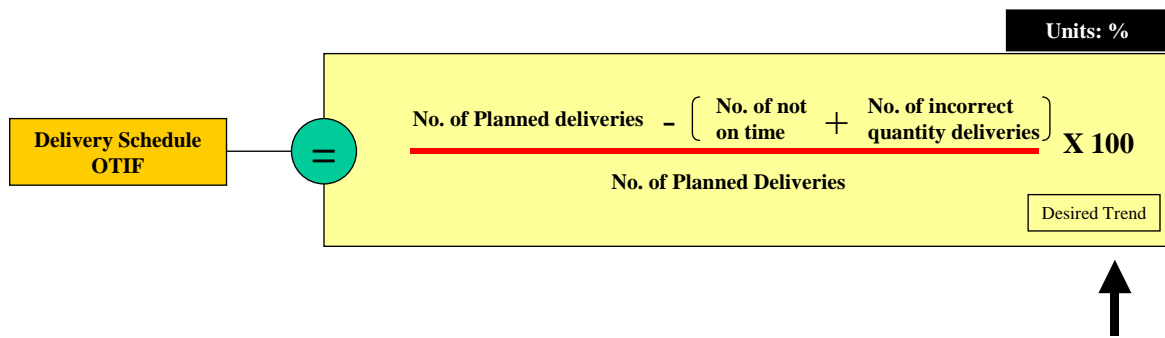 Units: %
Delivery Schedule
OTIF
=
No. of Planned deliveries - ( No. of not on time + No. of incorrect quantity deliveries ) X 100
No. of Planned Deliveries
Desired Trend